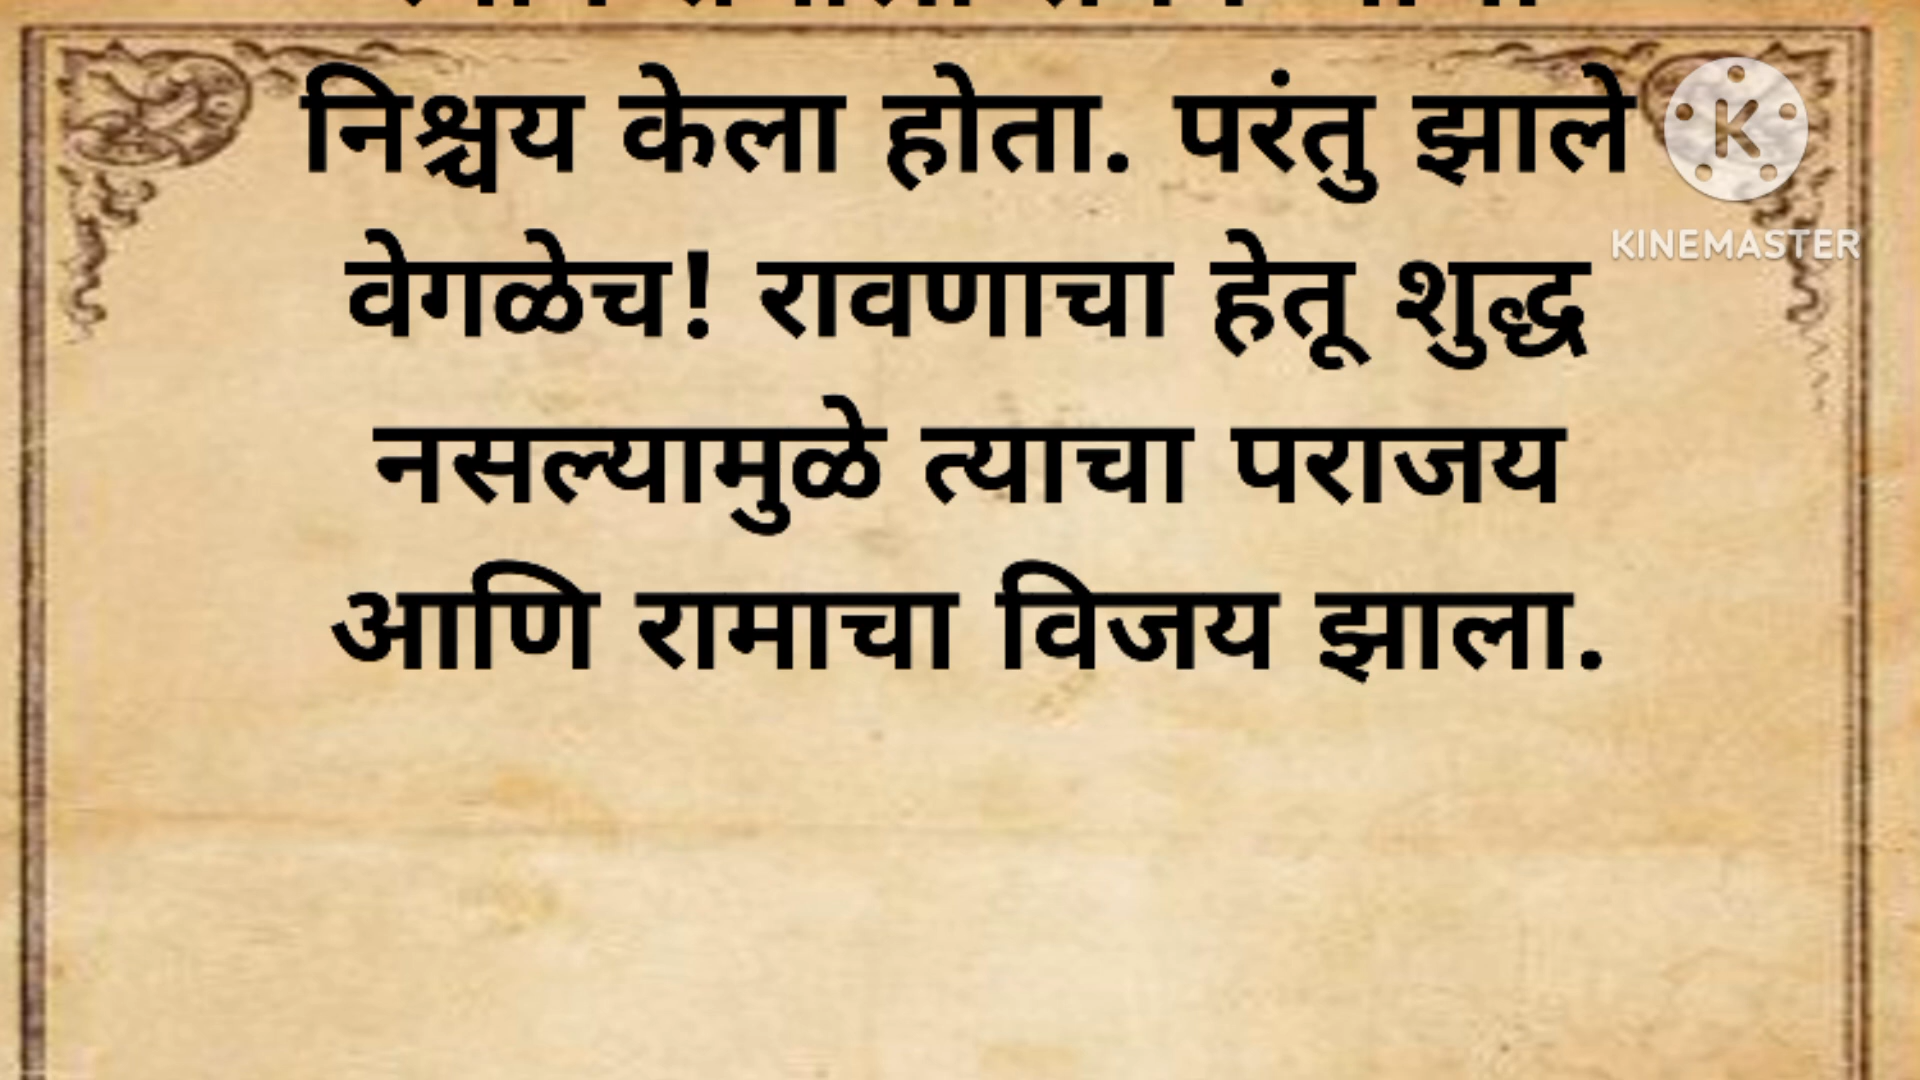 निश्चय केला होता. परंतु झाले
वेगळेच! रावणाचा हेतू शुद्ध
नसल्यामुळे त्याचा पराजय
आणि रामाचा विजय झाला.
K
KINEMASTER